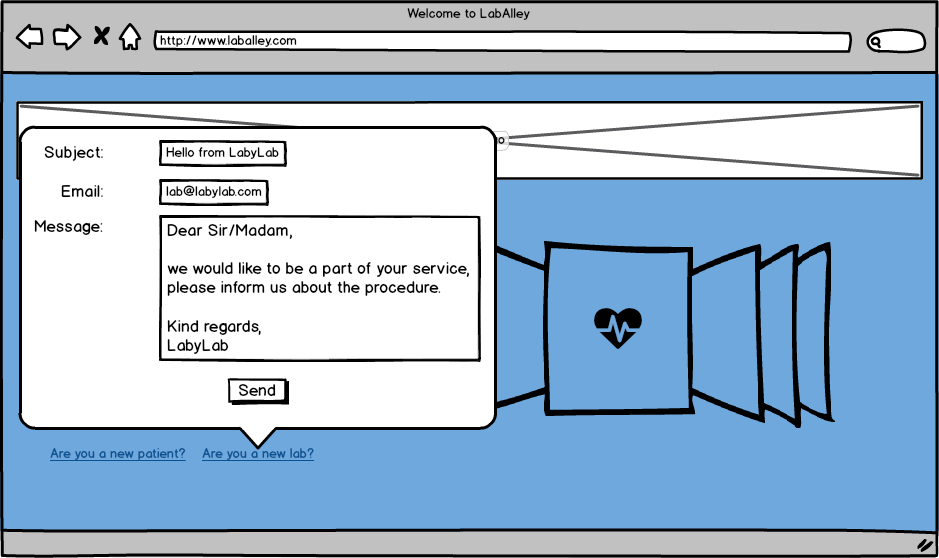 Welcome to LabAlley
http://www.laballey.com
Subject:
Hello from LabyLab
Email:
lab@labylab.com
Message:
Dear Sir/Madam,
we would like to be a part of your service,
please inform us about the procedure.
Kind regards,
LabyLab
Send
Are you a new patient?
Are you a new lab?